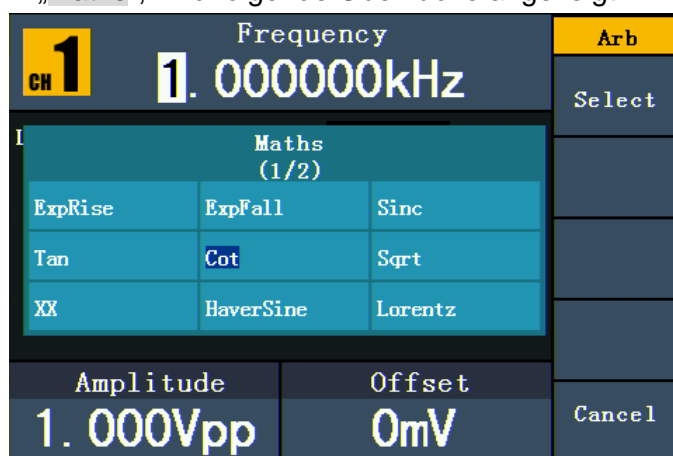 Frequency
CH 1
1. 000000kHz
Arb
Select
Maths
(1/2)
ExpRise ExpFall Sinc
Tan Cot Sqrt
XX HaverSine Lorentz
Amplitude Offset
1. 000Vpp 0mV
Cancel